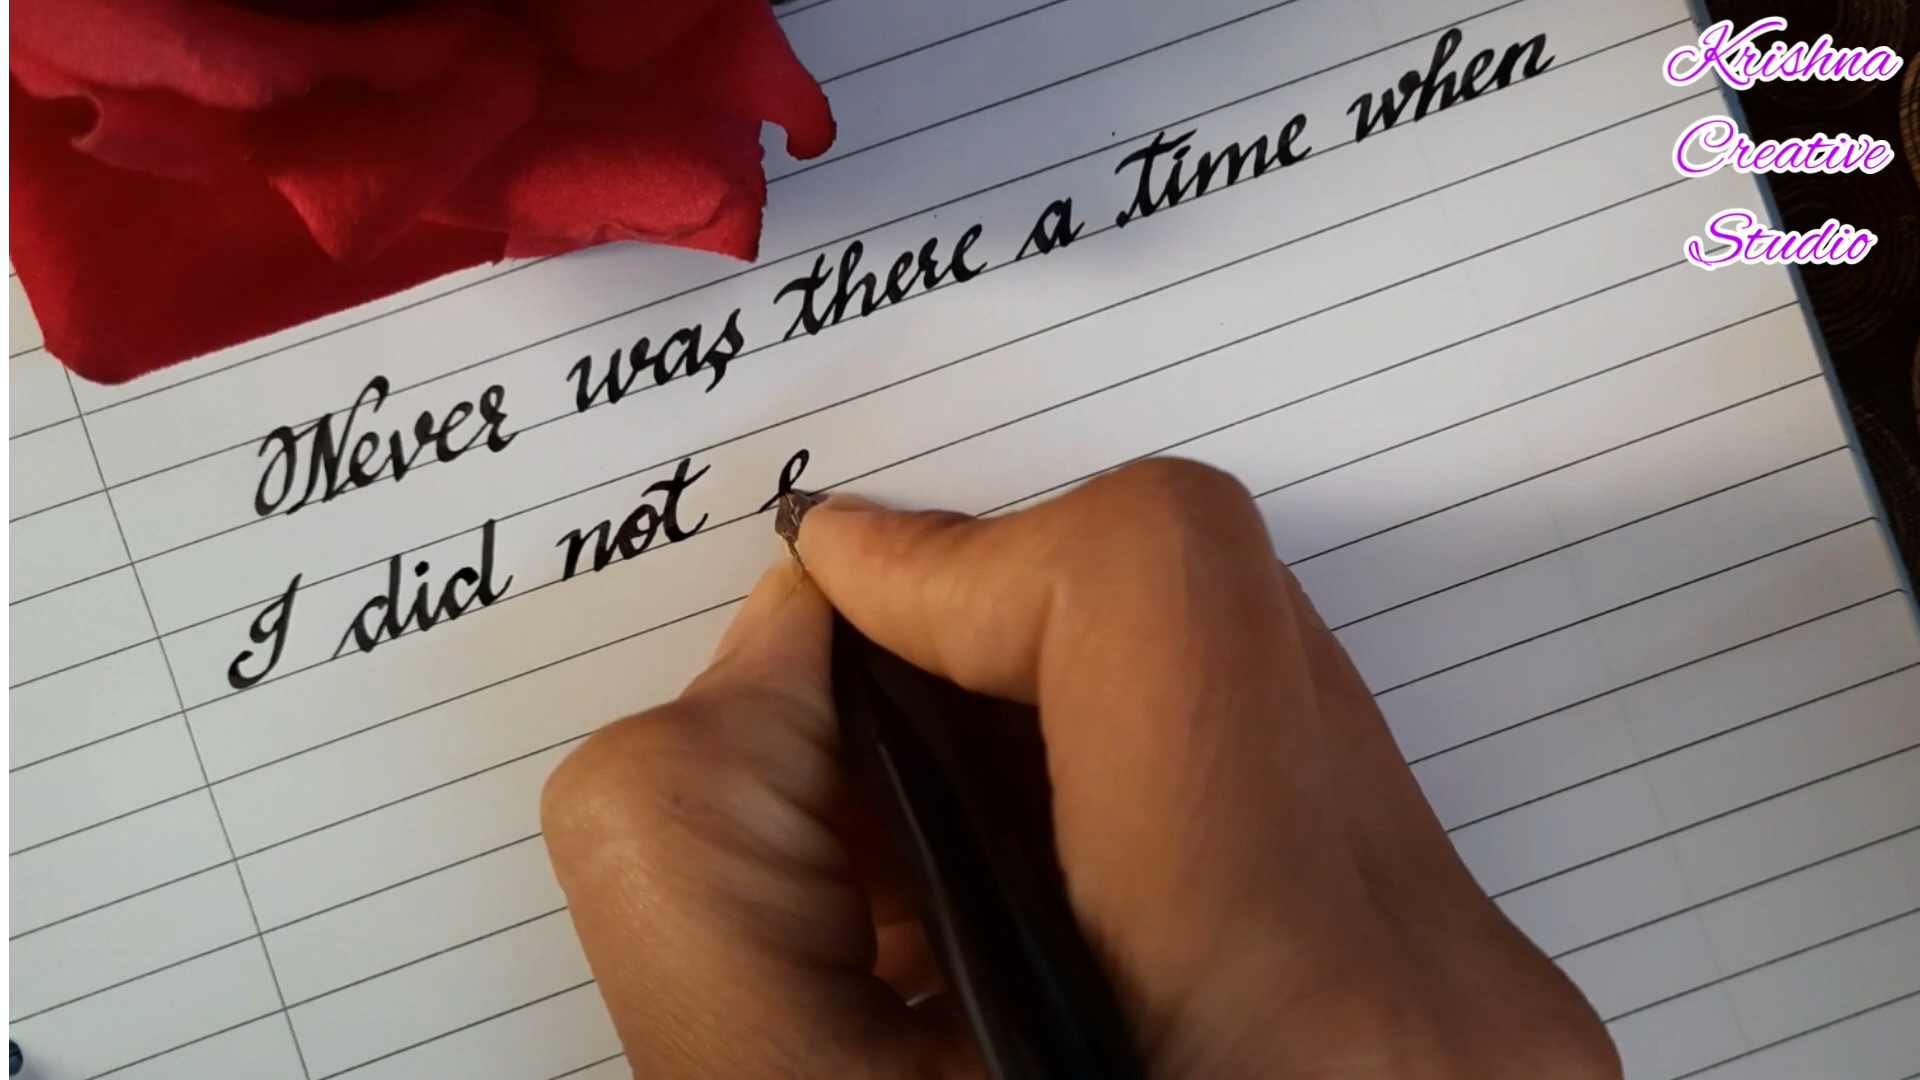 Never was there a time when
I did not
Krishna
Creative
Studio